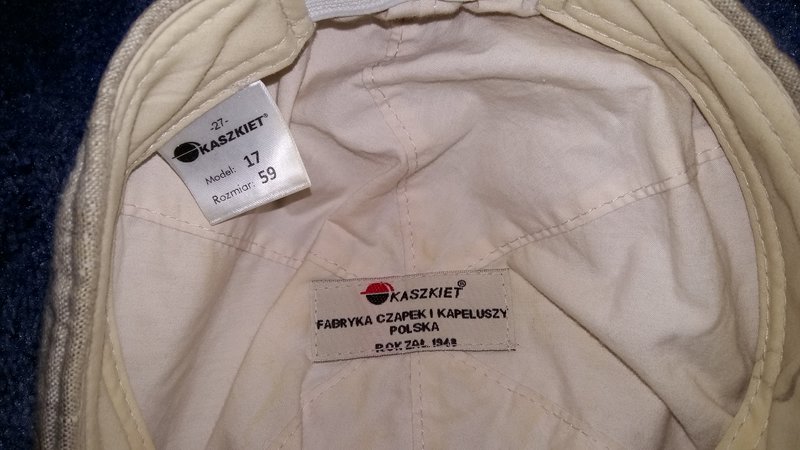 -27-
KASZKIET®
Model: 17
Rozmiar: 59
KASZKIET®
FABRYKA CZAPEK I KAPELUSZY
POLSKA
ROK ZAŁ. 1948